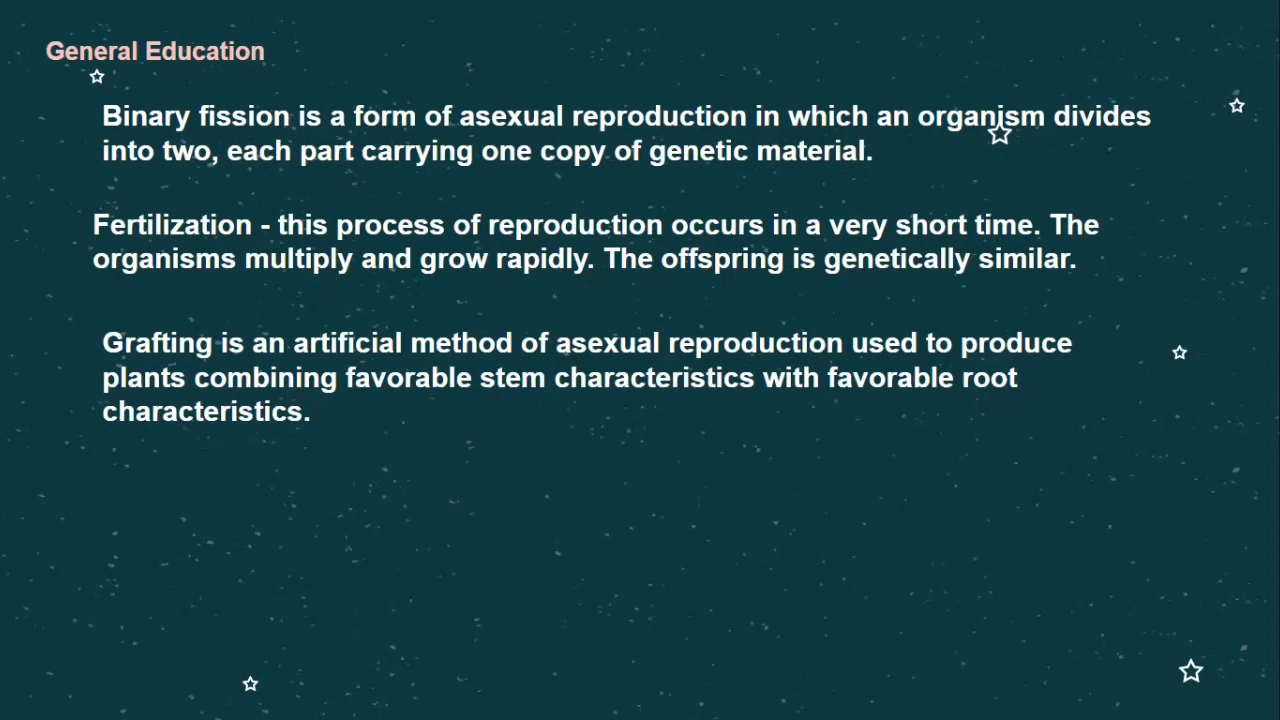 General Education
Binary fission is a form of asexual reproduction in which an organism divides
into two, each part carrying one copy of genetic material.
Fertilization - this process of reproduction occurs in a very short time. The
organisms multiply and grow rapidly. The offspring is genetically similar.
Grafting is an artificial method of asexual reproduction used to produce
plants combining favorable stem characteristics with favorable root
characteristics.